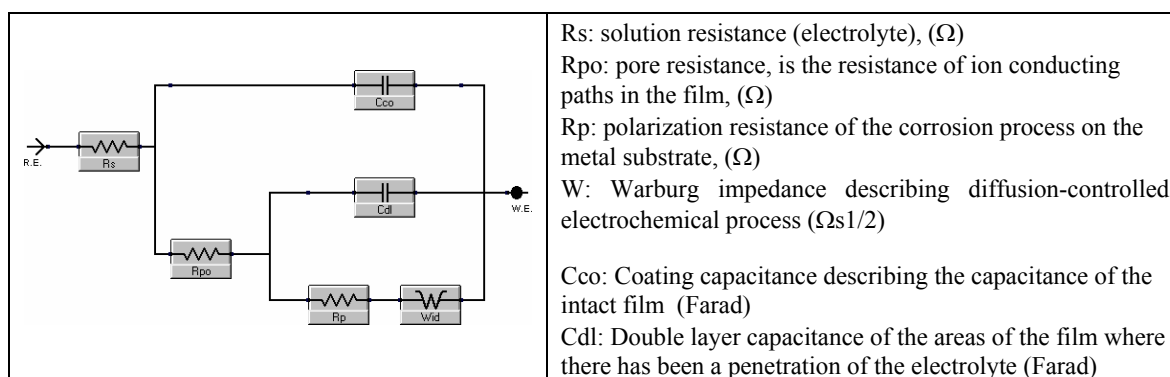 Cco
R.E.
Rs
Cdl
W.E.
Rpo
Rp
Wid
Rs: solution resistance (electrolyte), (Ω)
Rpo: pore resistance, is the resistance of ion conducting
paths in the film, (Ω)
Rp: polarization resistance of the corrosion process on the
metal substrate, (Ω)
W: Warburg impedance describing diffusion-controlled
electrochemical process (Ωs1/2)
Cco: Coating capacitance describing the capacitance of the
intact film (Farad)
Cdl: Double layer capacitance of the areas of the film where
there has been a penetration of the electrolyte (Farad)